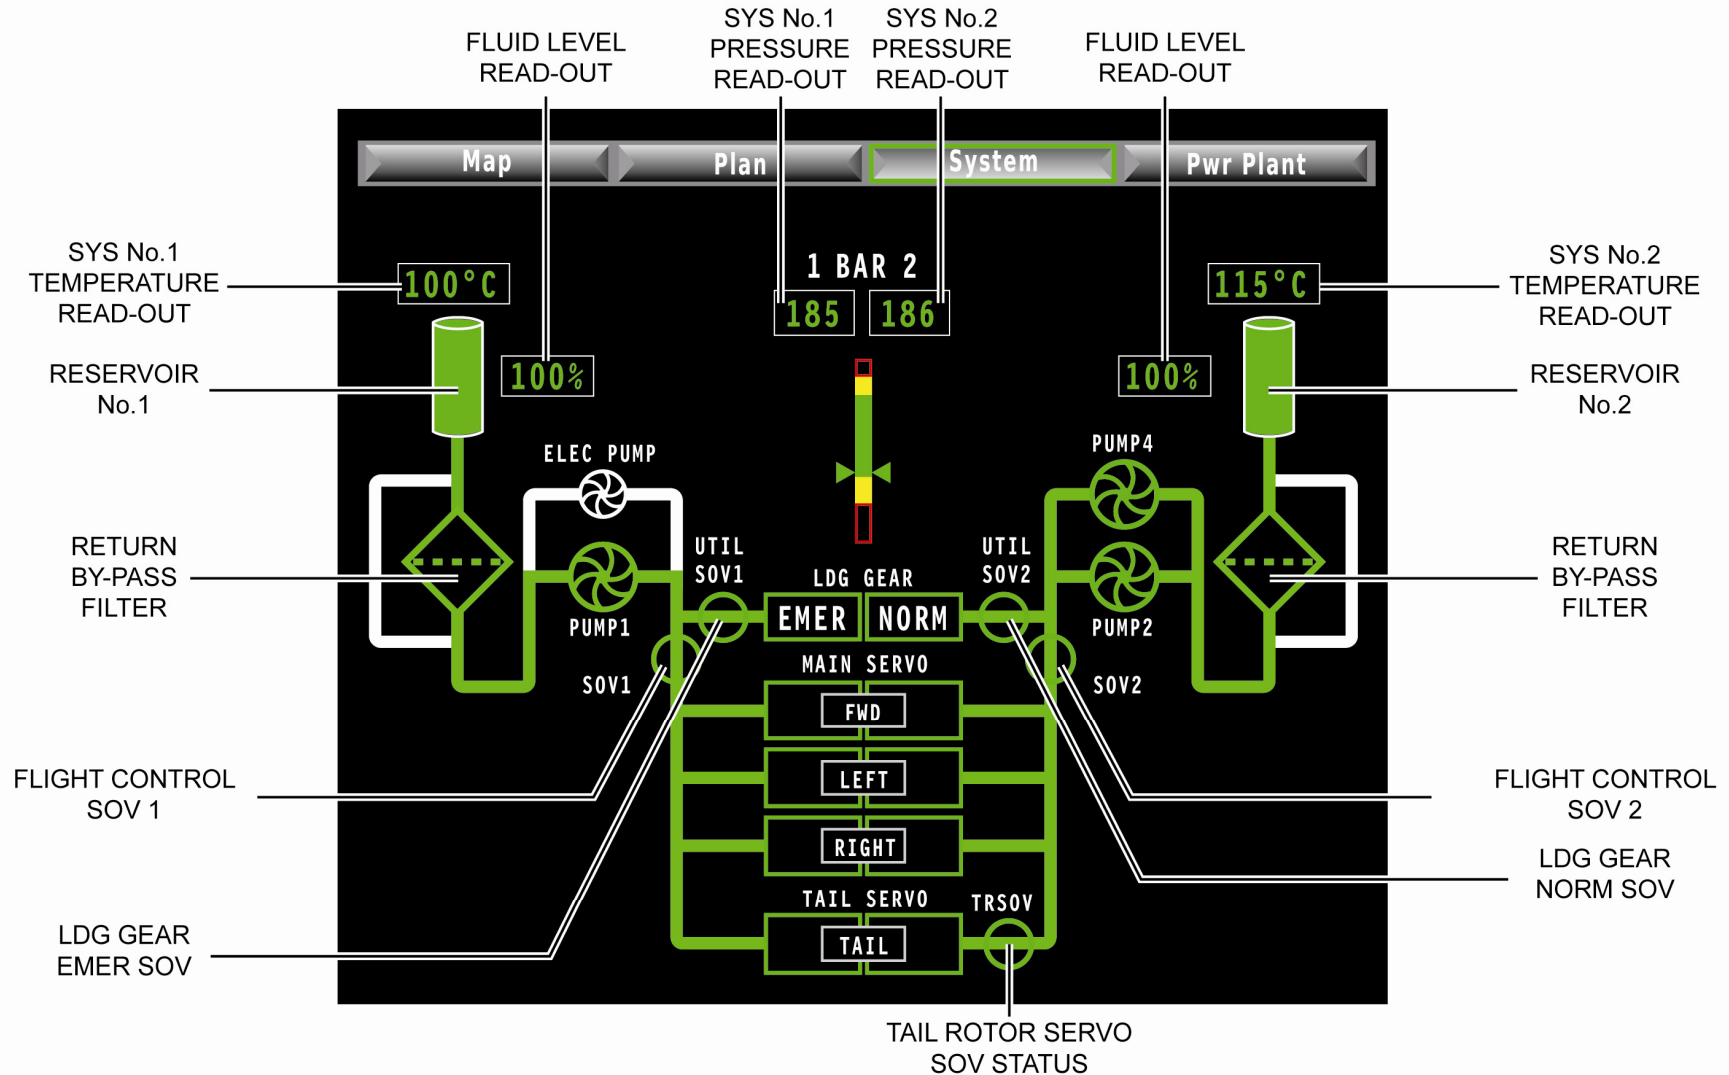 SYS No.1
PRESSURE
READ-OUT
SYS No.2
PRESSURE
READ-OUT
FLUID LEVEL
READ-OUT
FLUID LEVEL
READ-OUT
Map
Plan
System
Pwr Plant
SYS No.1
TEMPERATURE
READ-OUT
100°C
1 BAR 2
185
186
115°C
SYS No.2
TEMPERATURE
READ-OUT
RESERVOIR
No.1
100%
100%
RESERVOIR
No.2
ELEC PUMP
PUMP4
RETURN
BY-PASS
FILTER
UTIL
SOV1
UTIL
SOV2
RETURN
BY-PASS
FILTER
LDG GEAR
EMER
NORM
PUMP1
PUMP2
MAIN SERVO
SOV1
SOV2
FWD
LEFT
RIGHT
FLIGHT CONTROL
SOV 1
FLIGHT CONTROL
SOV 2
LDG GEAR
NORM SOV
TAIL SERVO
TRSOV
TAIL
LDG GEAR
EMER SOV
TAIL ROTOR SERVO
SOV STATUS